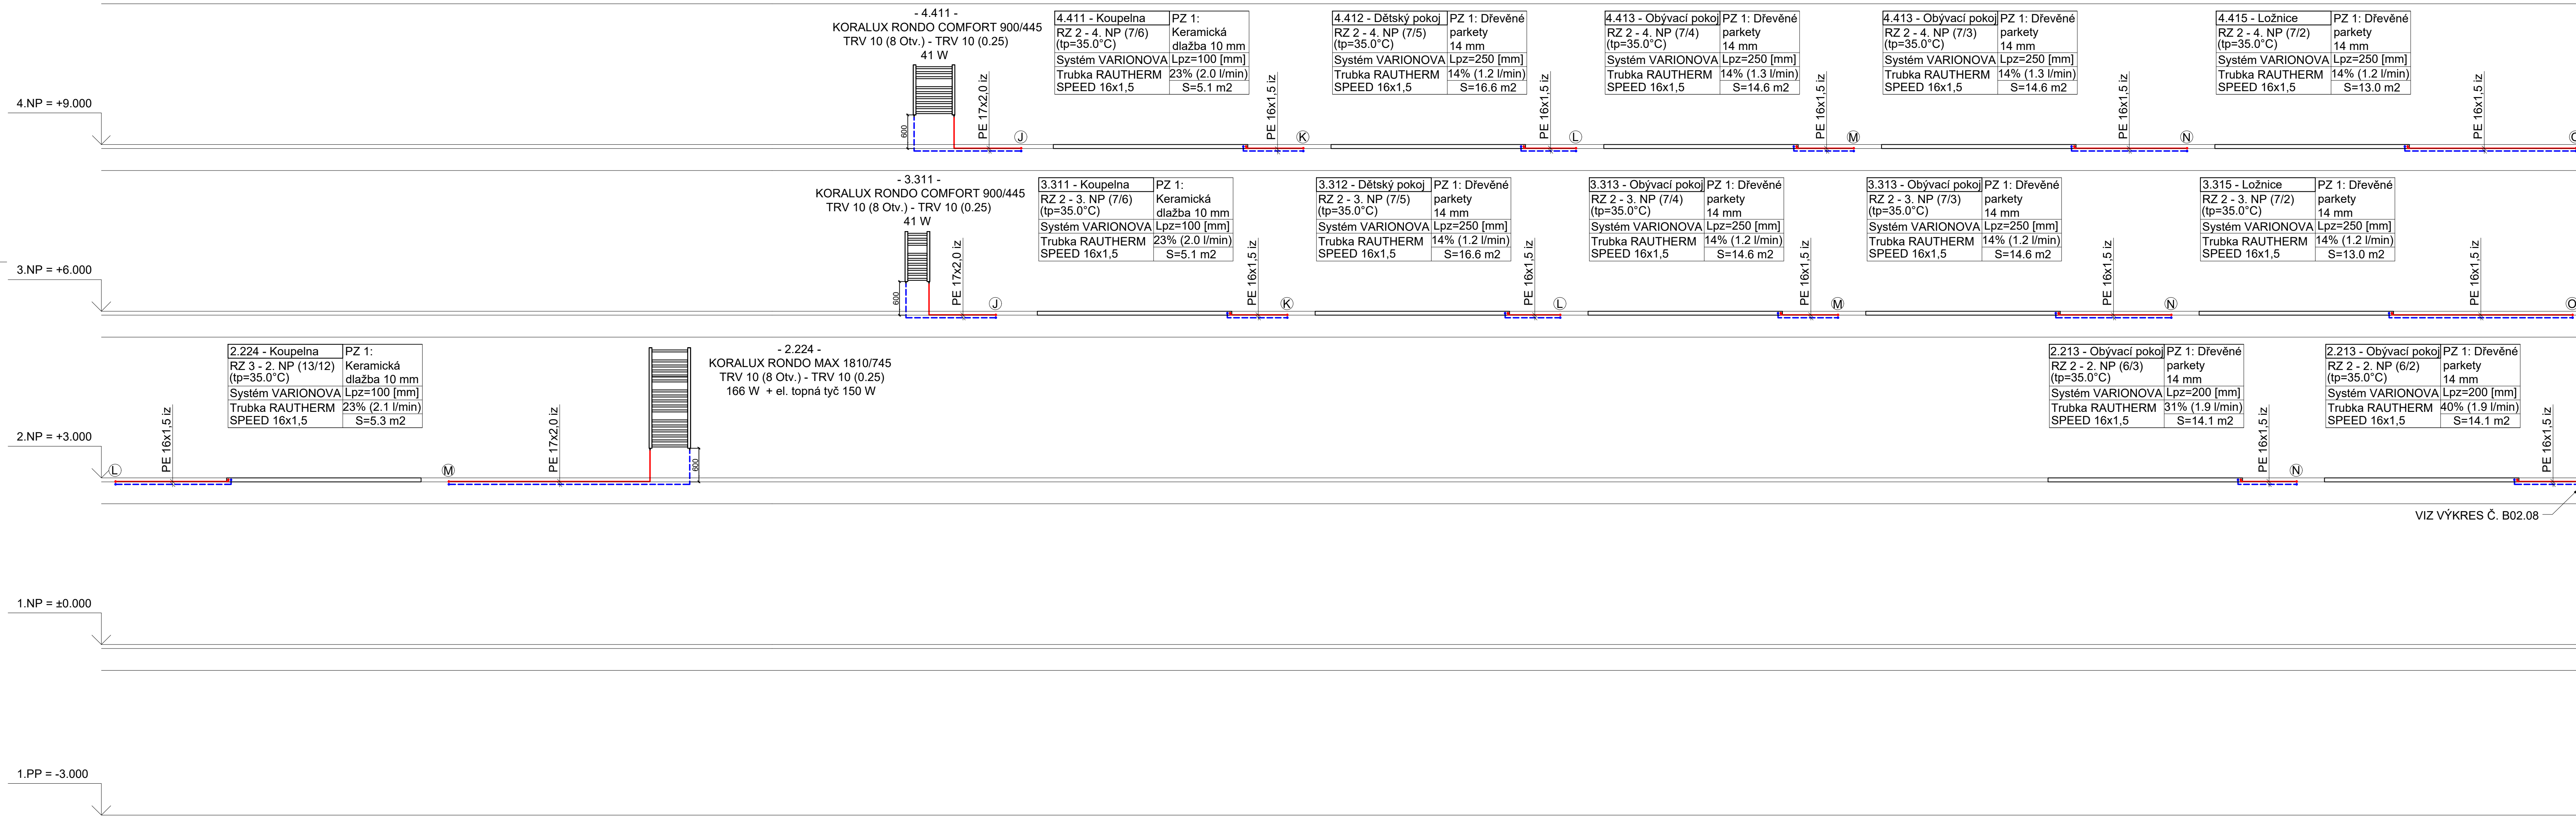 - 4.411 -
KORALUX RONDO COMFORT 900/445
TRV 10 (8 Otv.) - TRV 10 (0.25)
41 W
600
PE 17x2,0 iz
J
4.411 - Koupelna
RZ 2 - 4. NP (7/6)
(tp=35.0°C)
Systém VARIONOVA
Trubka RAUTHERM
SPEED 16x1,5
PZ 1:
Keramická
dlažba 10 mm
Lpz=100 [mm]
23% (2.0 l/min)
S=5.1 m2
PE 16x1,5 iz
K
4.412 - Dětský pokoj
RZ 2 - 4. NP (7/5)
(tp=35.0°C)
Systém VARIONOVA
Trubka RAUTHERM
SPEED 16x1,5
PZ 1: Dřevěné
parkety
14 mm
Lpz=250 [mm]
14% (1.2 l/min)
S=16.6 m2
PE 16x1,5 iz
L
4.413 - Obývací pokoj
RZ 2 - 4. NP (7/4)
(tp=35.0°C)
Systém VARIONOVA
Trubka RAUTHERM
SPEED 16x1,5
PZ 1: Dřevěné
parkety
14 mm
Lpz=250 [mm]
14% (1.3 l/min)
S=14.6 m2
PE 16x1,5 iz
M
4.413 - Obývací pokoj
RZ 2 - 4. NP (7/3)
(tp=35.0°C)
Systém VARIONOVA
Trubka RAUTHERM
SPEED 16x1,5
PZ 1: Dřevěné
parkety
14 mm
Lpz=250 [mm]
14% (1.3 l/min)
S=14.6 m2
PE 16x1,5 iz
N
4.415 - Ložnice
RZ 2 - 4. NP (7/2)
(tp=35.0°C)
Systém VARIONOVA
Trubka RAUTHERM
SPEED 16x1,5
PZ 1: Dřevěné
parkety
14 mm
Lpz=250 [mm]
14% (1.2 l/min)
S=13.0 m2
PE 16x1,5 iz
4.NP = +9.000
- 3.311 -
KORALUX RONDO COMFORT 900/445
TRV 10 (8 Otv.) - TRV 10 (0.25)
41 W
600
PE 17x2,0 iz
J
3.311 - Koupelna
RZ 2 - 3. NP (7/6)
(tp=35.0°C)
Systém VARIONOVA
Trubka RAUTHERM
SPEED 16x1,5
PZ 1:
Keramická
dlažba 10 mm
Lpz=100 [mm]
23% (2.0 l/min)
S=5.1 m2
PE 16x1,5 iz
K
3.312 - Dětský pokoj
RZ 2 - 3. NP (7/5)
(tp=35.0°C)
Systém VARIONOVA
Trubka RAUTHERM
SPEED 16x1,5
PZ 1: Dřevěné
parkety
14 mm
Lpz=250 [mm]
14% (1.2 l/min)
S=16.6 m2
PE 16x1,5 iz
L
3.313 - Obývací pokoj
RZ 2 - 3. NP (7/4)
(tp=35.0°C)
Systém VARIONOVA
Trubka RAUTHERM
SPEED 16x1,5
PZ 1: Dřevěné
parkety
14 mm
Lpz=250 [mm]
14% (1.2 l/min)
S=14.6 m2
PE 16x1,5 iz
M
3.313 - Obývací pokoj
RZ 2 - 3. NP (7/3)
(tp=35.0°C)
Systém VARIONOVA
Trubka RAUTHERM
SPEED 16x1,5
PZ 1: Dřevěné
parkety
14 mm
Lpz=250 [mm]
14% (1.2 l/min)
S=14.6 m2
PE 16x1,5 iz
N
3.315 - Ložnice
RZ 2 - 3. NP (7/2)
(tp=35.0°C)
Systém VARIONOVA
Trubka RAUTHERM
SPEED 16x1,5
PZ 1: Dřevěné
parkety
14 mm
Lpz=250 [mm]
14% (1.2 l/min)
S=13.0 m2
PE 16x1,5 iz
O
3.NP = +6.000
L
PE 16x1,5 iz
2.224 - Koupelna
RZ 3 - 2. NP (13/12)
(tp=35.0°C)
Systém VARIONOVA
Trubka RAUTHERM
SPEED 16x1,5
PZ 1:
Keramická
dlažba 10 mm
Lpz=100 [mm]
23% (2.1 l/min)
S=5.3 m2
M
PE 17x2,0 iz
600
- 2.224 -
KORALUX RONDO MAX 1810/745
TRV 10 (8 Otv.) - TRV 10 (0.25)
166 W + el. topná tyč 150 W
2.213 - Obývací pokoj
RZ 2 - 2. NP (6/3)
(tp=35.0°C)
Systém VARIONOVA
Trubka RAUTHERM
SPEED 16x1,5
PZ 1: Dřevěné
parkety
14 mm
Lpz=200 [mm]
31% (1.9 l/min)
S=14.1 m2
PE 16x1,5 iz
N
2.213 - Obývací pokoj
RZ 2 - 2. NP (6/2)
(tp=35.0°C)
Systém VARIONOVA
Trubka RAUTHERM
SPEED 16x1,5
PZ 1: Dřevěné
parkety
14 mm
Lpz=200 [mm]
40% (1.9 l/min)
S=14.1 m2
PE 16x1,5 iz
2.NP = +3.000
VIZ VÝKRES Č. B02.08
1.NP = ±0.000
1.PP = -3.000